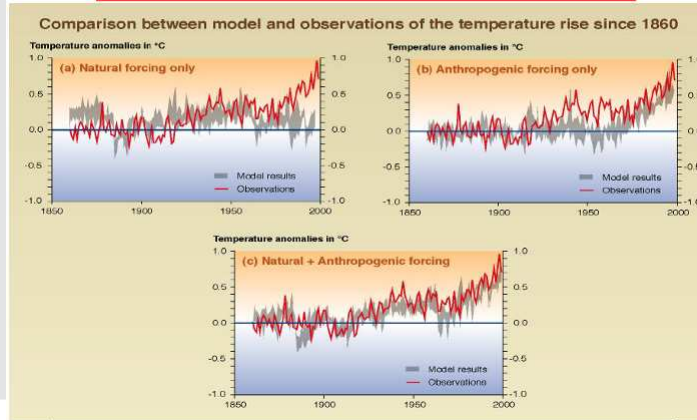 Comparison between model and observations of the temperature rise since 1860
Temperature anomalies in °C
1.0
0.5
0.0
-0.5
-1.0
(a) Natural forcing only
1.0
0.5
0.0
-0.5
-1.0
Model results
Observations
1850
1900
1950
2000
Temperature anomalies in °C
1.0
0.5
0.0
-0.5
-1.0
(b) Anthropogenic forcing only
Model results
Observations
1850
1900
1950
2000
Temperature anomalies in °C
1.0
0.5
0.0
-0.5
-1.0
(c) Natural + Anthropogenic forcing
1.0
0.5
0.0
-0.5
-1.0
Model results
Observations
1850
1900
1950
2000